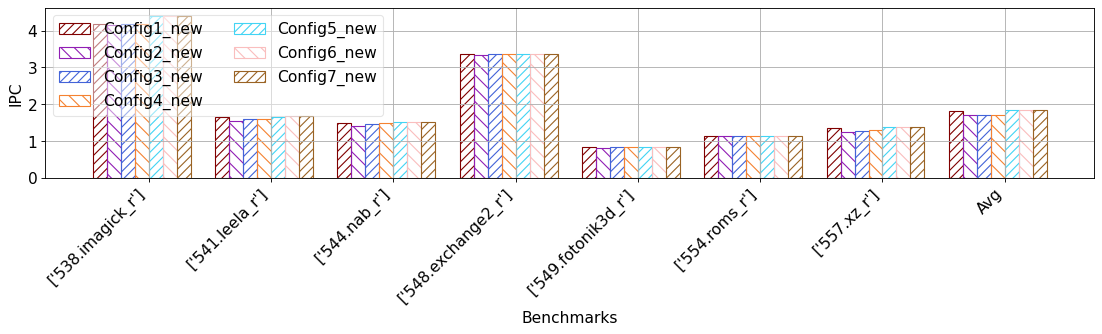 4
3
2
1
0
IPC
Config1_new
Config2_new
Config3_new
Config4_new
Config5_new
Config6_new
Config7_new
['538.imagick_r']
['541.leela_r']
['544.nab_r']
['548.exchange2_r']
['549.fotonik3d_r']
['554.roms_r']
['557.xz_r']
Avg
Benchmarks